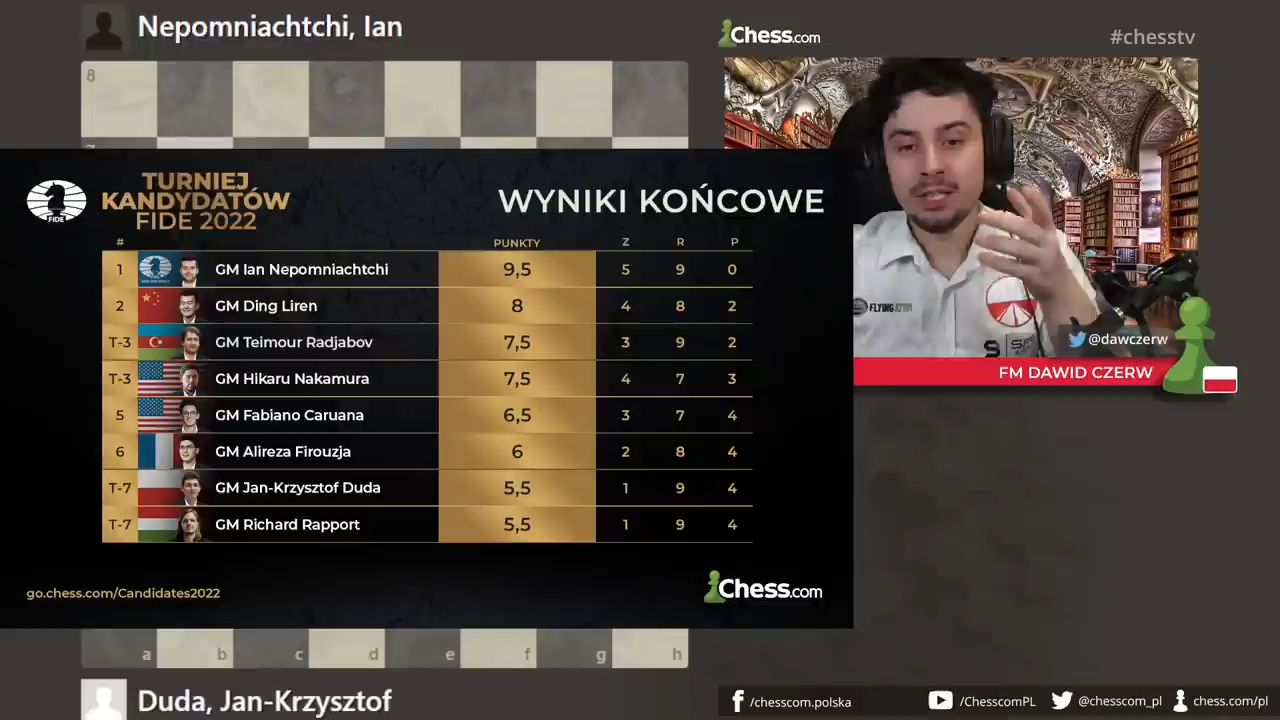 Nepomniachtchi, Ian
Chess.com
#chesstv
8
TURNIEJ
KANDYDATÓW
FIDE 2022
FIDE
WYNIKI KOŃCOWE
# PUNKTY Z R P
1 GM Ian Nepomniachtchi 9,5 5 9 0
2 GM Ding Liren 8 4 8 2
T-3 GM Teimour Radjabov 7,5 3 9 2
T-3 GM Hikaru Nakamura 7,5 4 7 3
5 GM Fabiano Caruana 6,5 3 7 4
6 GM Alireza Firouzja 6 2 8 4
T-7 GM Jan-Krzysztof Duda 5,5 1 9 4
T-7 GM Richard Rapport 5,5 1 9 4
go.chess.com/Candidates2022
Chess.com
@dawczerw
FM DAWID CZERW
a b c d e f g h
Duda, Jan-Krzysztof
/chesscom.polska
/ChesscomPL
@chesscom_pl
chess.com/pl